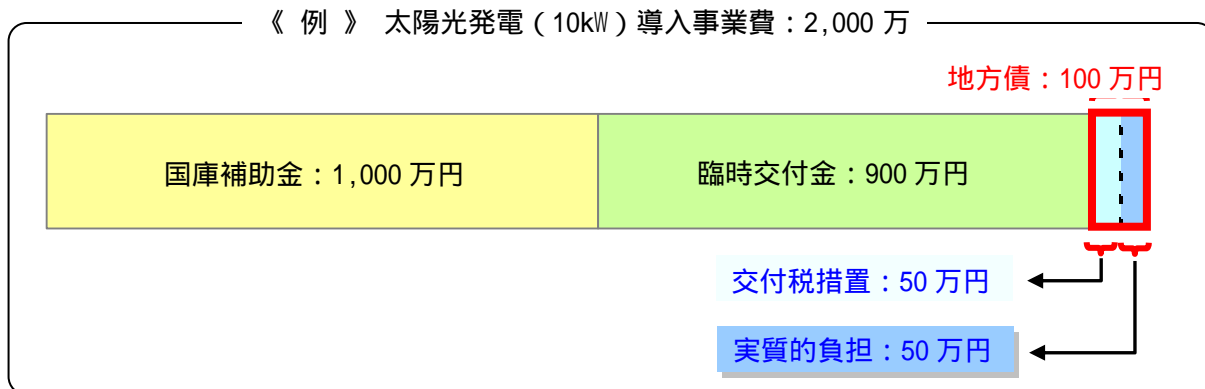 《 例 》 太陽光発電（10kW）導入事業費：2,000 万
地方債：100 万円
国庫補助金：1,000 万円
臨時交付金：900 万円
交付税措置：50 万円
実質的負担：50 万円